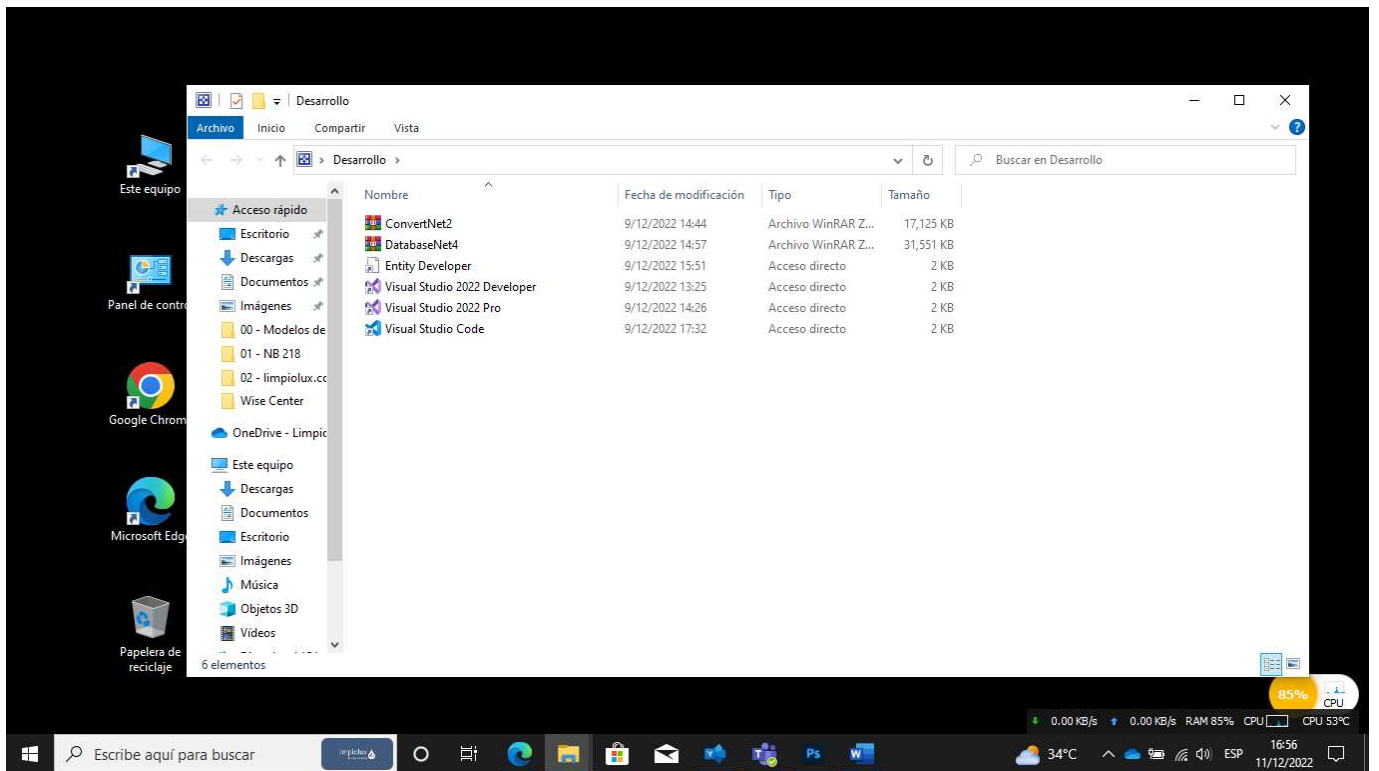 Desarrollo
Archivo Inicio Compartir Vista
Desarrollo
Buscar en Desarrollo
Este equipo
Panel de contro
Google Chrom
Microsoft Edg
Papelera de
reciclaje
Acceso rápido
Escritorio
Descargas
Documentos
Imágenes
00 - Modelos de
01 - NB 218
02 - limpiolux.cc
Wise Center
OneDrive - Limpic
Este equipo
Descargas
Documentos
Escritorio
Imágenes
Música
Objetos 3D
Vídeos
Nombre Fecha de modificación Tipo Tamaño
ConvertNet2 9/12/2022 14:44 Archivo WinRAR Z... 17,125 KB
DatabaseNet4 9/12/2022 14:57 Archivo WinRAR Z... 31,551 KB
Entity Developer 9/12/2022 15:51 Acceso directo 2 KB
Visual Studio 2022 Developer 9/12/2022 13:25 Acceso directo 2 KB
Visual Studio 2022 Pro 9/12/2022 14:26 Acceso directo 2 KB
Visual Studio Code 9/12/2022 17:32 Acceso directo 2 KB
6 elementos
85%
CPU
0.00 KB/s 0.00 KB/s RAM 85% CPU CPU 53ºC
Escribe aquí para buscar
limpiolux
Ps
W
34°C
ESP
16:56
11/12/2022